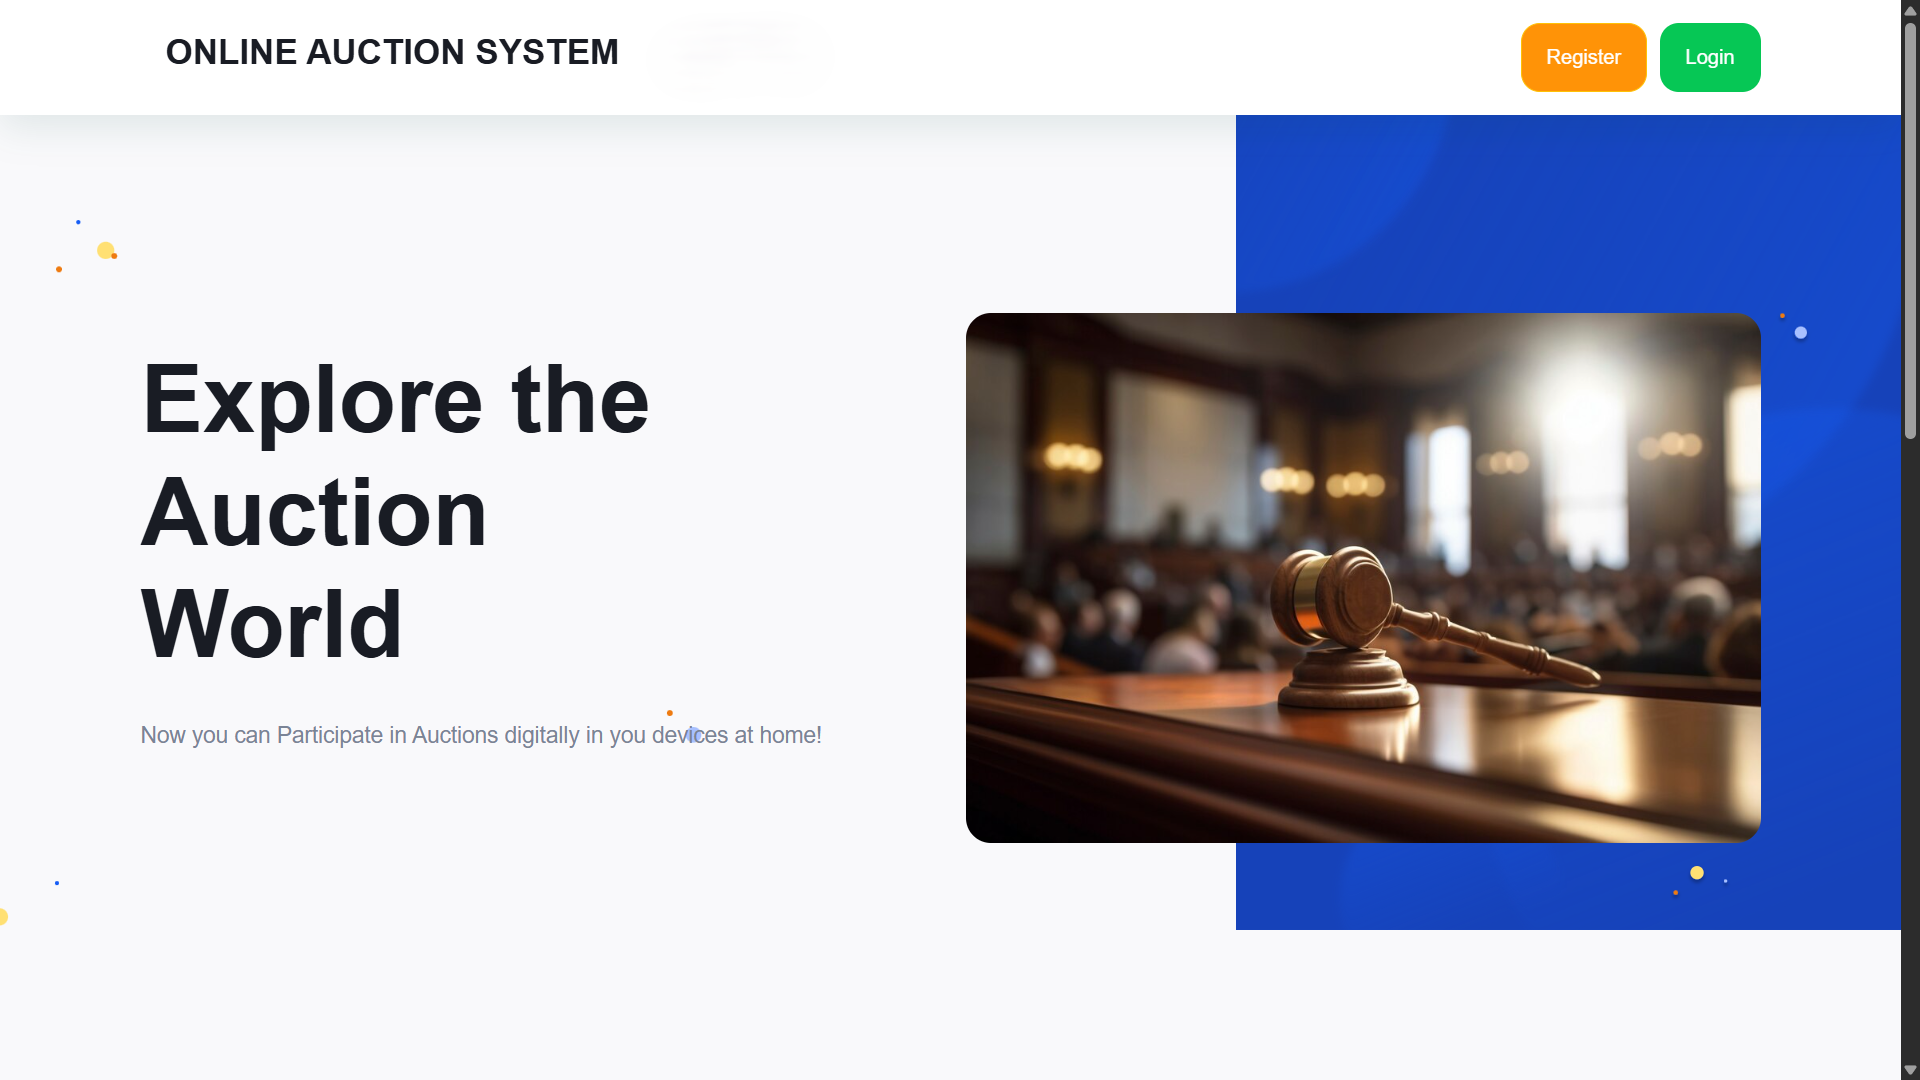 ONLINE AUCTION SYSTEM
Register
Login
Explore the
Auction
World
Now you can Participate in Auctions digitally in you devices at home!